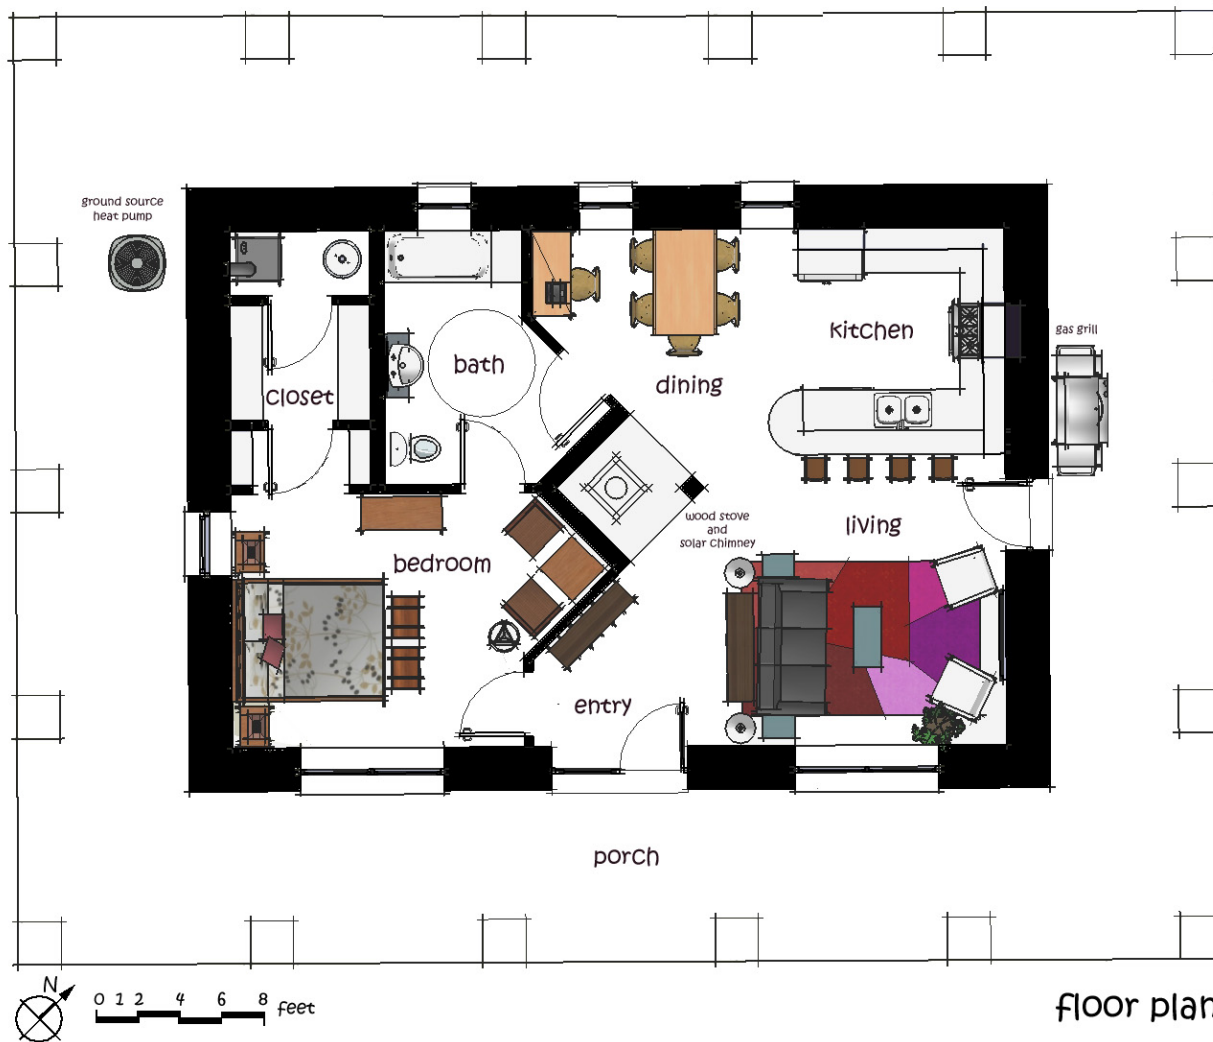 ground source
heat pump
kitchen
gas grill
bath
dining
closet
wood stove
and
solar chimney
living
bedroom
entry
porch
N
0 1 2 4 6 8 feet
floor plan